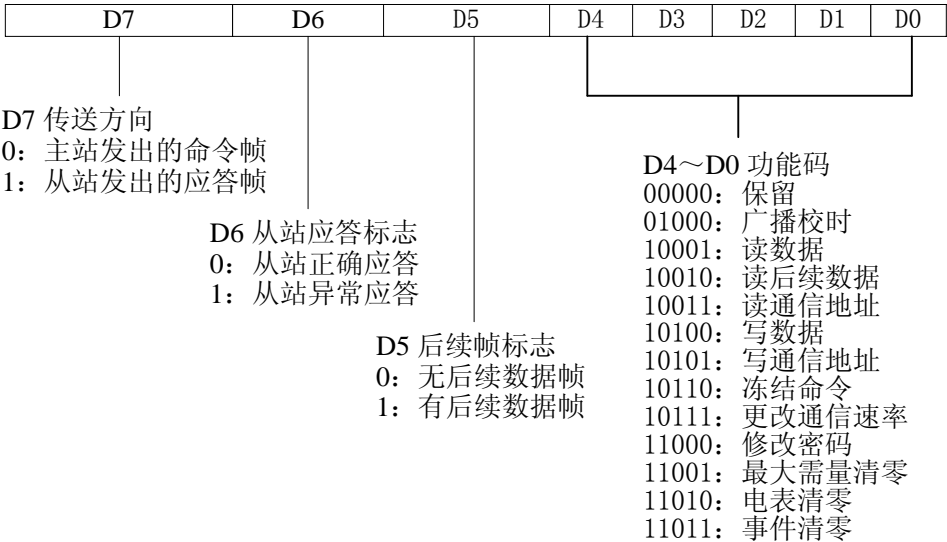 D7 D6 D5 D4 D3 D2 D1 D0
D7 传送方向
0：主站发出的命令帧
1：从站发出的应答帧
D6 从站应答标志
0：从站正确应答
1：从站异常应答
D5 后续帧标志
0：无后续数据帧
1：有后续数据帧
D4～D0 功能码
00000：保留
01000：广播校时
10001：读数据
10010：读后续数据
10011：读通信地址
10100：写数据
10101：写通信地址
10110：冻结命令
10111：更改通信速率
11000：修改密码
11001：最大需量清零
11010：电表清零
11011：事件清零